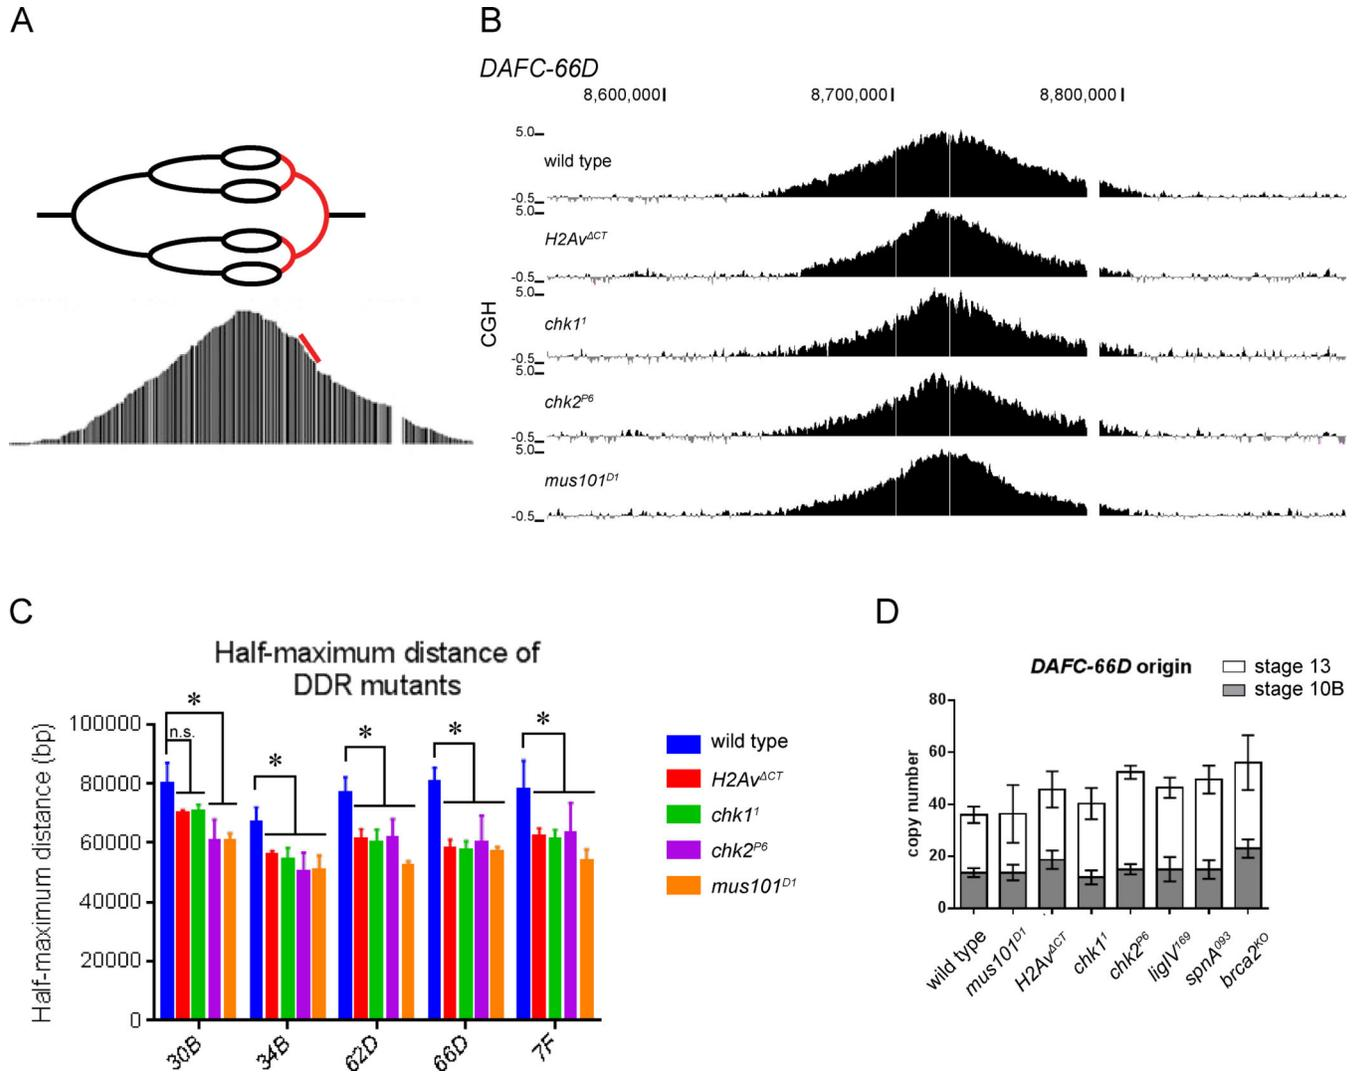 A
B
DAFC-66D
8,600,000
8,700,000
8,800,000
CGH
5.0
wild type
-0.5
5.0
H2Av^ΔCT
-0.5
5.0
chk1^1
-0.5
5.0
chk2^P6
-0.5
5.0
mus101^D1
-0.5
C
Half-maximum distance of
DDR mutants
Half-maximum distance (bp)
100000
80000
60000
40000
20000
0
*
n.s.
*
*
*
*
30B
34B
62D
66D
7F
wild type
H2Av^ΔCT
chk1^1
chk2^P6
mus101^D1
D
DAFC-66D origin
stage 13
stage 10B
copy number
80
60
40
20
0
wild type
mus101^D1
H2Av^ΔCT
chk1^1
chk2^P6
ligIV^169
spnA^093
brca2^KO